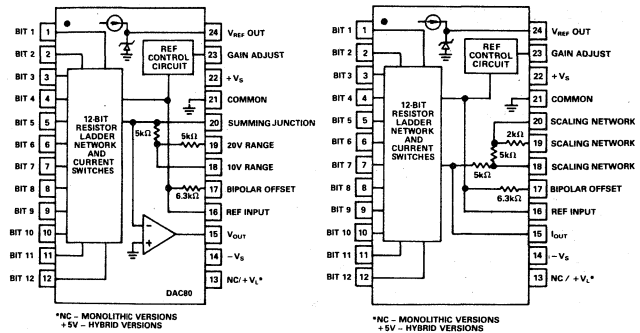 BIT 1 1
BIT 2 2
BIT 3 3
BIT 4 4
BIT 5 5
BIT 6 6
BIT 7 7
BIT 8 8
BIT 9 9
BIT 10 10
BIT 11 11
BIT 12 12
12-BIT
RESISTOR
LADDER
NETWORK
AND
CURRENT
SWITCHES
REF
CONTROL
CIRCUIT
5kΩ
5kΩ
6.3kΩ
24 VREF OUT
23 GAIN ADJUST
22 +VS
21 COMMON
20 SUMMING JUNCTION
19 20V RANGE
18 10V RANGE
17 BIPOLAR OFFSET
16 REF INPUT
15 VOUT
14 −VS
13 NC/+VL*
DAC80
*NC – MONOLITHIC VERSIONS
+5V – HYBRID VERSIONS
BIT 1 1
BIT 2 2
BIT 3 3
BIT 4 4
BIT 5 5
BIT 6 6
BIT 7 7
BIT 8 8
BIT 9 9
BIT 10 10
BIT 11 11
BIT 12 12
12-BIT
RESISTOR
LADDER
NETWORK
AND
CURRENT
SWITCHES
REF
CONTROL
CIRCUIT
2kΩ
5kΩ
5kΩ
6.3kΩ
24 VREF OUT
23 GAIN ADJUST
22 +VS
21 COMMON
20 SCALING NETWORK
19 SCALING NETWORK
18 SCALING NETWORK
17 BIPOLAR OFFSET
16 REF INPUT
15 IOUT
14 −VS
13 NC / +VL*
*NC – MONOLITHIC VERSIONS
+5V – HYBRID VERSIONS